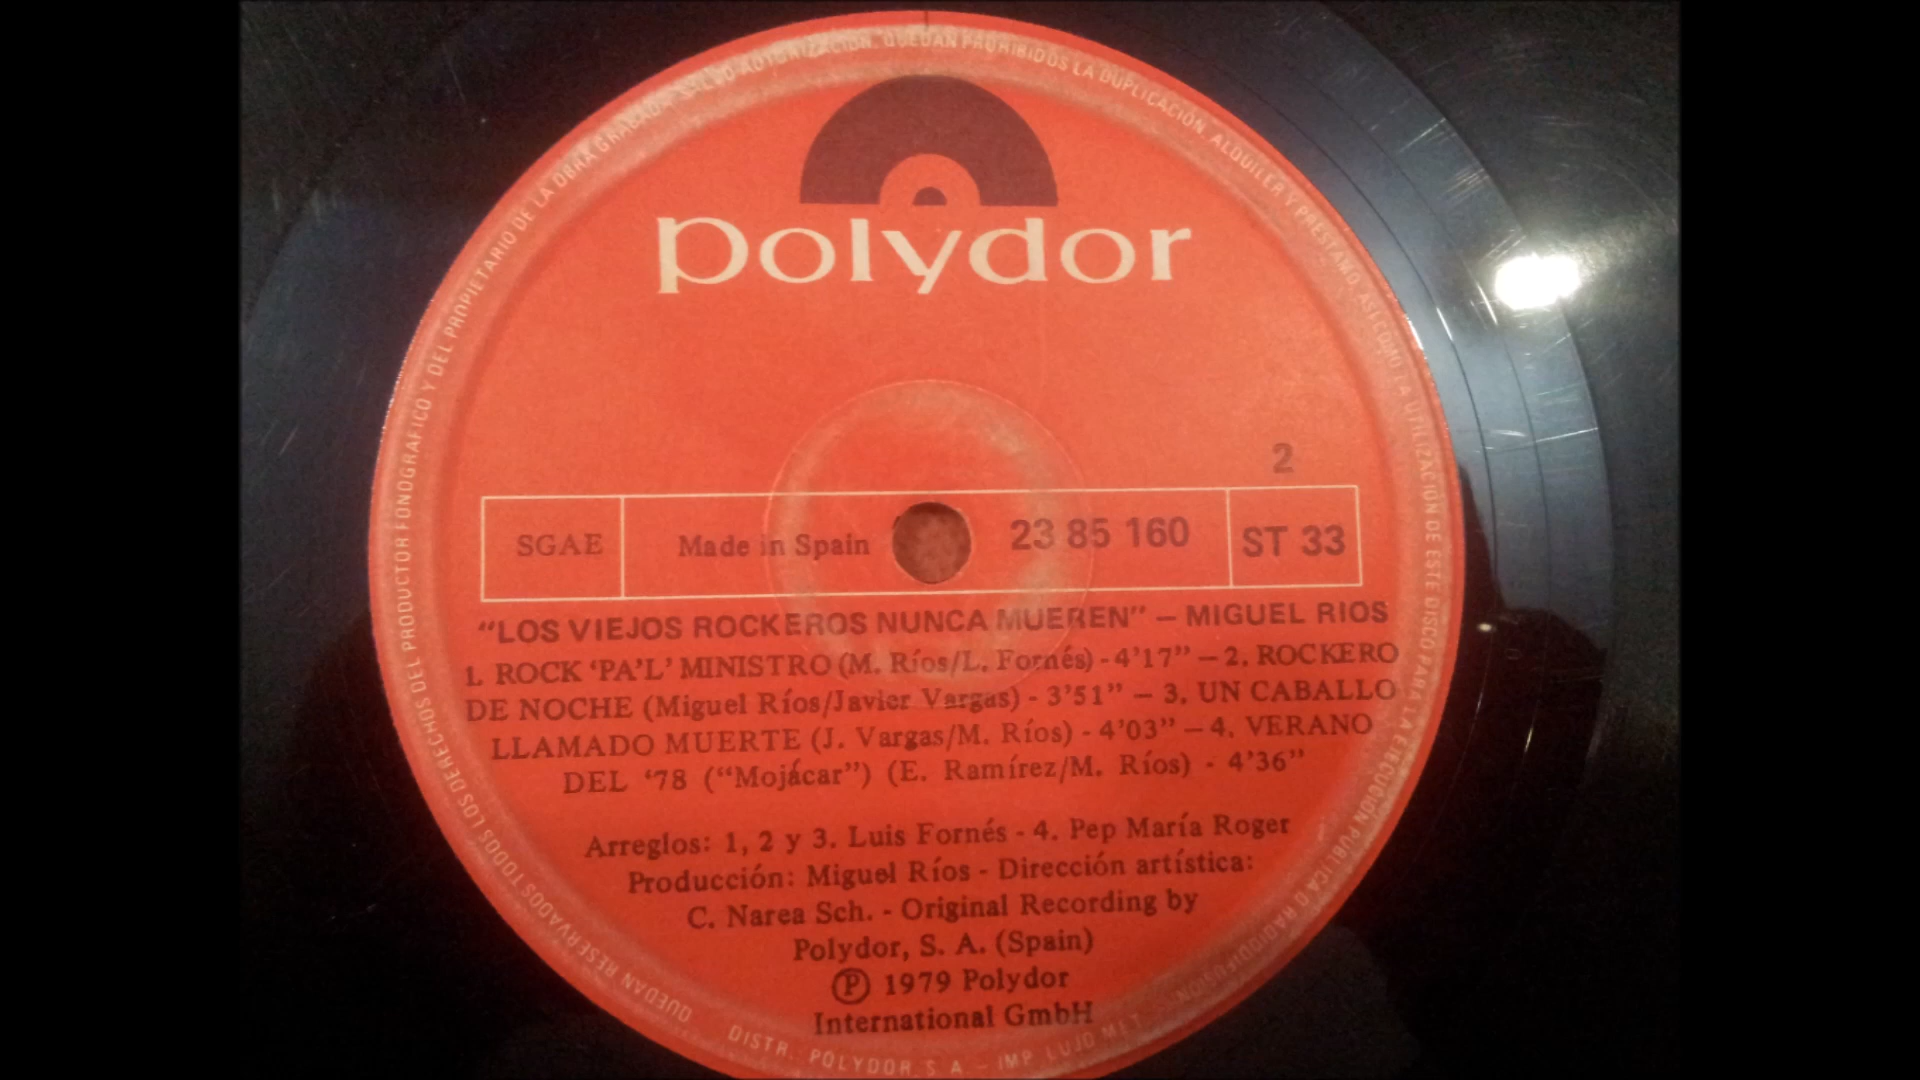 polydor
2
SGAE
Made in Spain
23 85 160
ST 33
“LOS VIEJOS ROCKEROS NUNCA MUEREN” – MIGUEL RIOS
1. ROCK ‘PA’L’ MINISTRO (M. Ríos/L. Fornés) - 4’17” – 2. ROCKERO
DE NOCHE (Miguel Ríos/Javier Vargas) - 3’51” – 3. UN CABALLO
LLAMADO MUERTE (J. Vargas/M. Ríos) - 4’03” – 4. VERANO
DEL ‘78 (“Mojácar”) (E. Ramírez/M. Ríos) - 4’36”
Arreglos: 1, 2 y 3. Luis Fornés - 4. Pep María Roger
Producción: Miguel Ríos - Dirección artística:
C. Narea Sch. - Original Recording by
Polydor, S. A. (Spain)
Ⓟ 1979 Polydor
International GmbH
QUEDAN RESERVADOS TODOS LOS DERECHOS DEL PRODUCTOR FONOGRAFICO Y DEL PROPIETARIO DE LA OBRA GRABADA. SALVO AUTORIZACION, QUEDAN PROHIBIDOS LA DUPLICACION, ALQUILER Y PRESTAMO, ASI COMO LA UTILIZACION DE ESTE DISCO PARA LA EJECUCION PUBLICA O RADIODIFUSION
DISTR. POLYDOR, S. A. – IMP. LUJO MET.